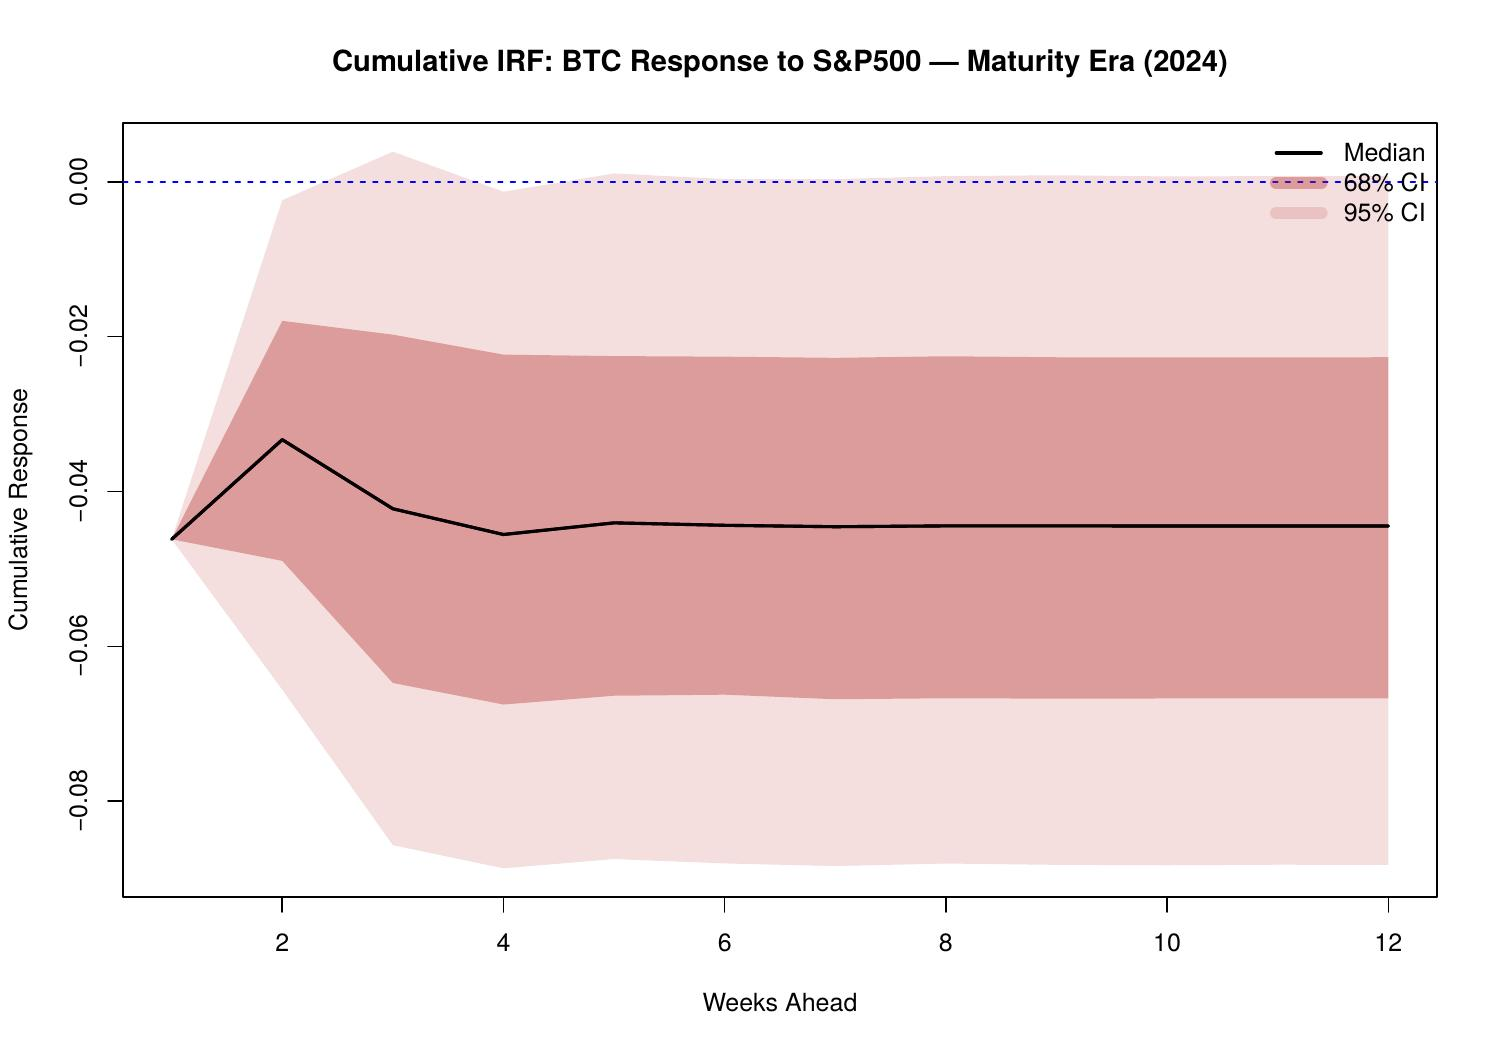 Cumulative IRF: BTC Response to S&P500 — Maturity Era (2024)
Median
68% CI
95% CI
0.00
−0.02
−0.04
−0.06
−0.08
Cumulative Response
2 4 6 8 10 12
Weeks Ahead